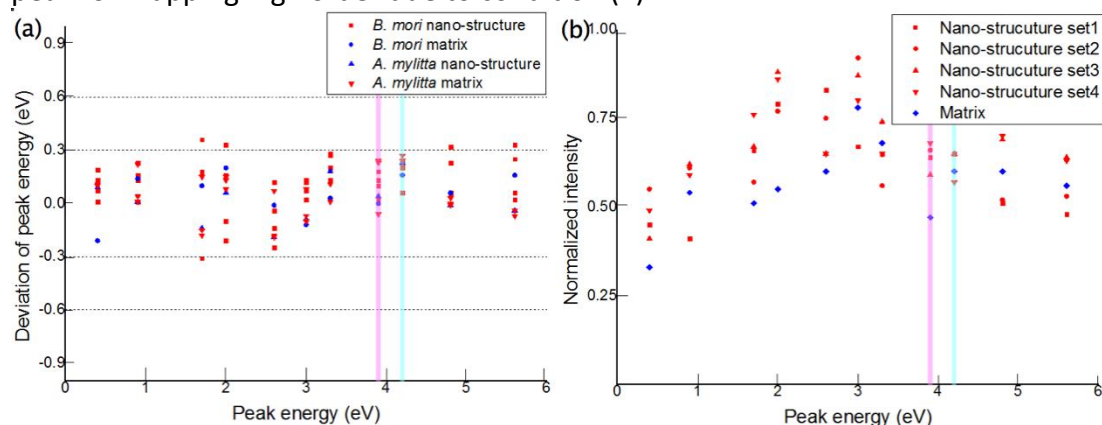 (a)
B. mori nano-structure
B. mori matrix
A. mylitta nano-structure
A. mylitta matrix
0.9
0.6
0.3
0.0
-0.3
-0.6
-0.9
Deviation of peak energy (eV)
0 1 2 3 4 5 6
Peak energy (eV)
(b)
1.00
Nano-strucuture set1
Nano-strucuture set2
Nano-strucuture set3
Nano-strucuture set4
Matrix
0.75
0.50
0.25
Normalized intensity
0 1 2 3 4 5 6
Peak energy (eV)